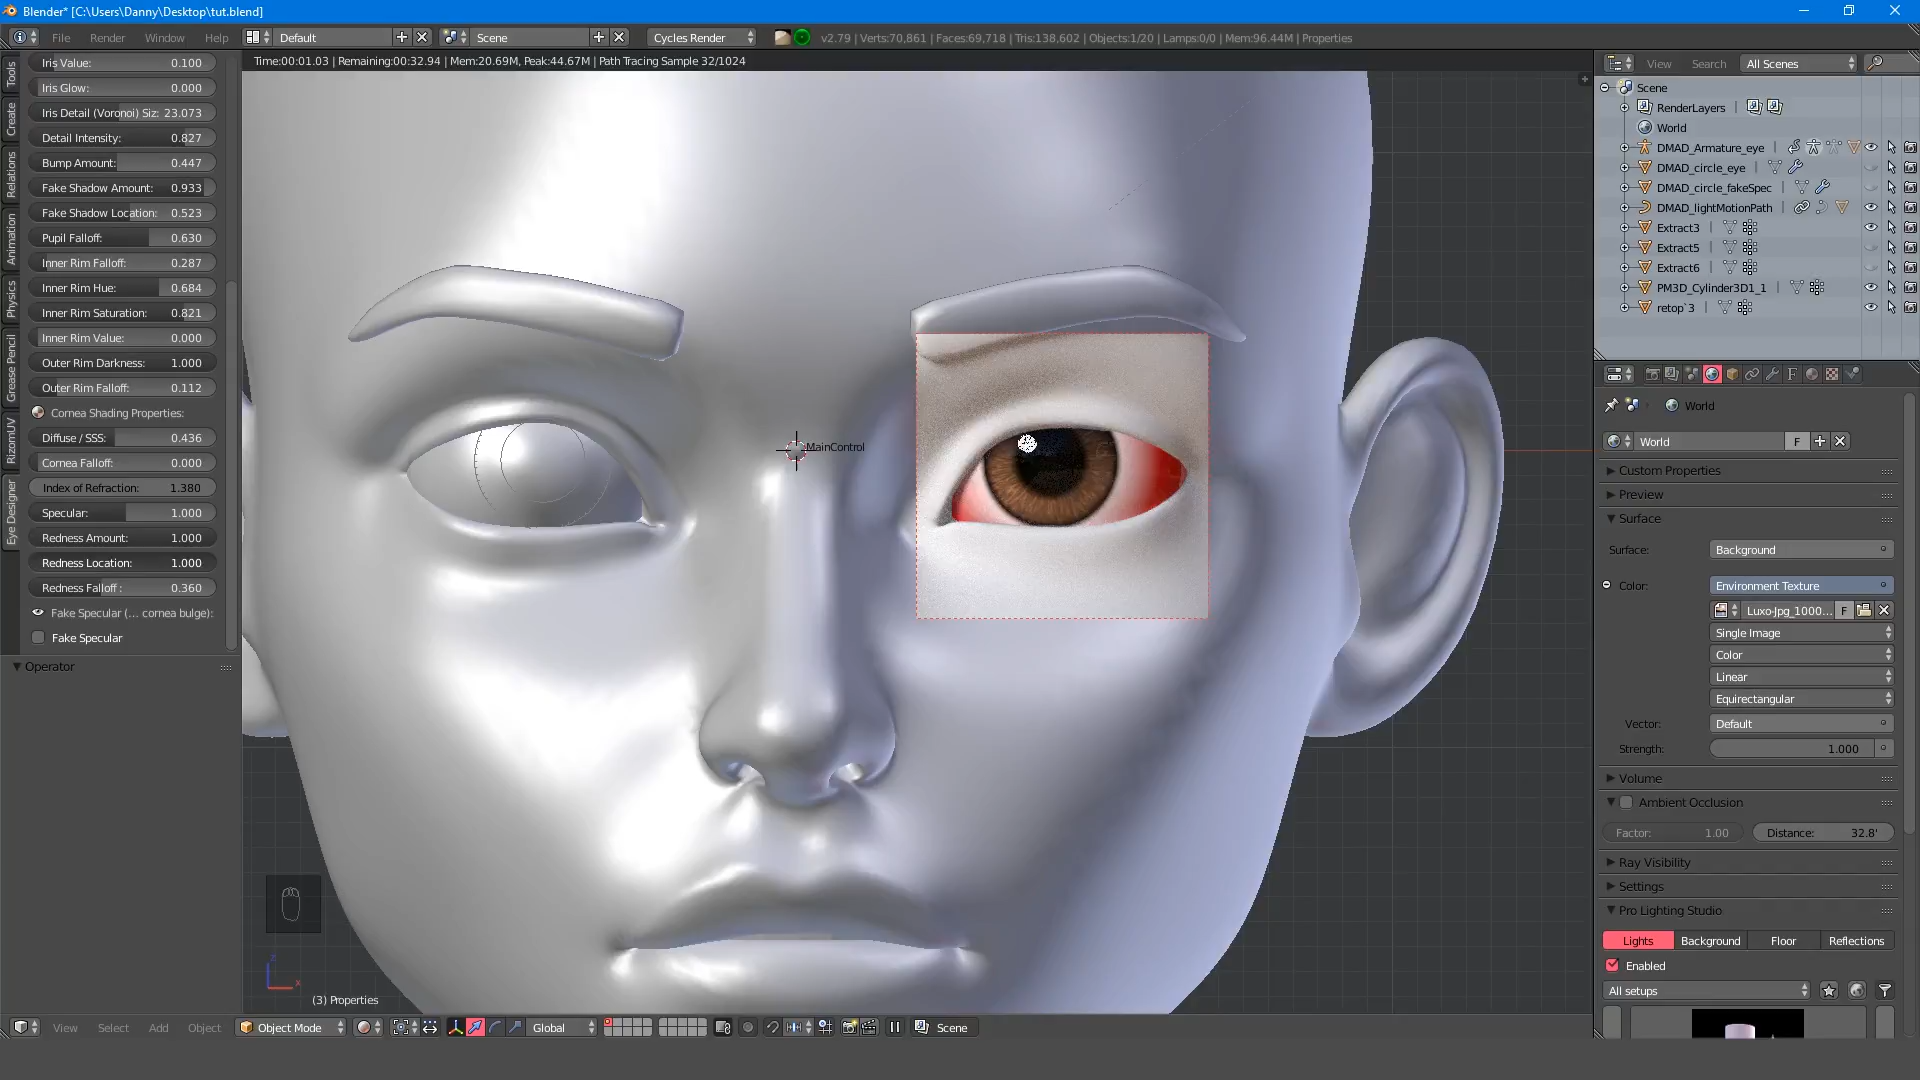 Blender* [C:\Users\Danny\Desktop\tut.blend]
File Render Window Help Default Scene Cycles Render v2.79 | Verts:70,861 | Faces:69,718 | Tris:138,602 | Objects:1/20 | Lamps:0/0 | Mem:96.44M | Properties
Time:00:01.03 | Remaining:00:32.94 | Mem:20.69M, Peak:44.67M | Path Tracing Sample 32/1024
Tools
Create
Relations
Animation
Physics
Grease Pencil
RizomUV
Eye Designer
Iris Value: 0.100
Iris Glow: 0.000
Iris Detail (Voronoi) Siz: 23.073
Detail Intensity: 0.827
Bump Amount: 0.447
Fake Shadow Amount: 0.933
Fake Shadow Location: 0.523
Pupil Falloff: 0.630
Inner Rim Falloff: 0.287
Inner Rim Hue: 0.684
Inner Rim Saturation: 0.821
Inner Rim Value: 0.000
Outer Rim Darkness: 1.000
Outer Rim Falloff: 0.112
Cornea Shading Properties:
Diffuse / SSS: 0.436
Cornea Falloff: 0.000
Index of Refraction: 1.380
Specular: 1.000
Redness Amount: 1.000
Redness Location: 1.000
Redness Falloff : 0.360
Fake Specular (... cornea bulge):
Fake Specular
Operator
MainControl
(3) Properties
View Select Add Object Object Mode Global Scene
View Search All Scenes
Scene
RenderLayers
World
DMAD_Armature_eye
DMAD_circle_eye
DMAD_circle_fakeSpec
DMAD_lightMotionPath
Extract3
Extract5
Extract6
PM3D_Cylinder3D1_1
retop`3
World
World F
Custom Properties
Preview
Surface
Surface: Background
Color: Environment Texture
Luxo-Jpg_1000... F
Single Image
Color
Linear
Equirectangular
Vector: Default
Strength: 1.000
Volume
Ambient Occlusion
Factor: 1.00 Distance: 32.8'
Ray Visibility
Settings
Pro Lighting Studio
Lights Background Floor Reflections
Enabled
All setups